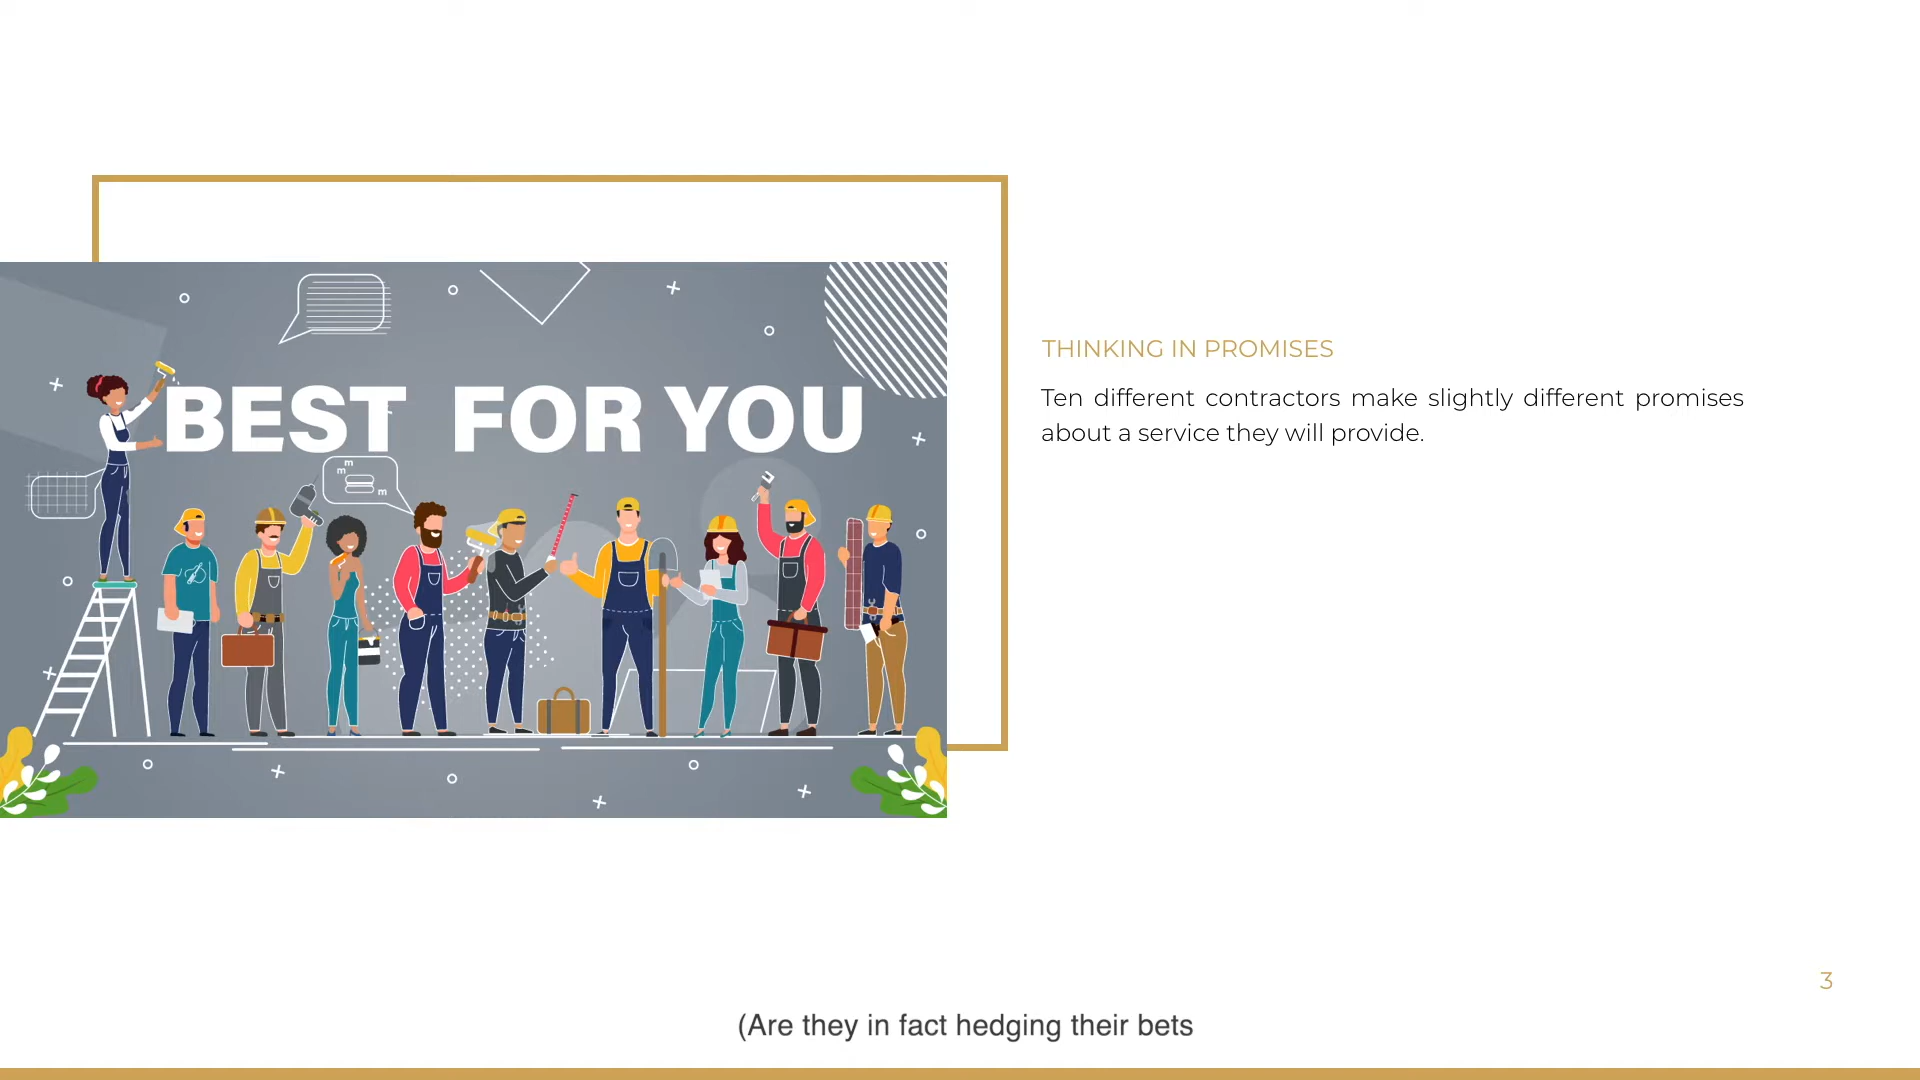 BEST FOR YOU
m
m
m
THINKING IN PROMISES
Ten different contractors make slightly different promises
about a service they will provide.
3
(Are they in fact hedging their bets